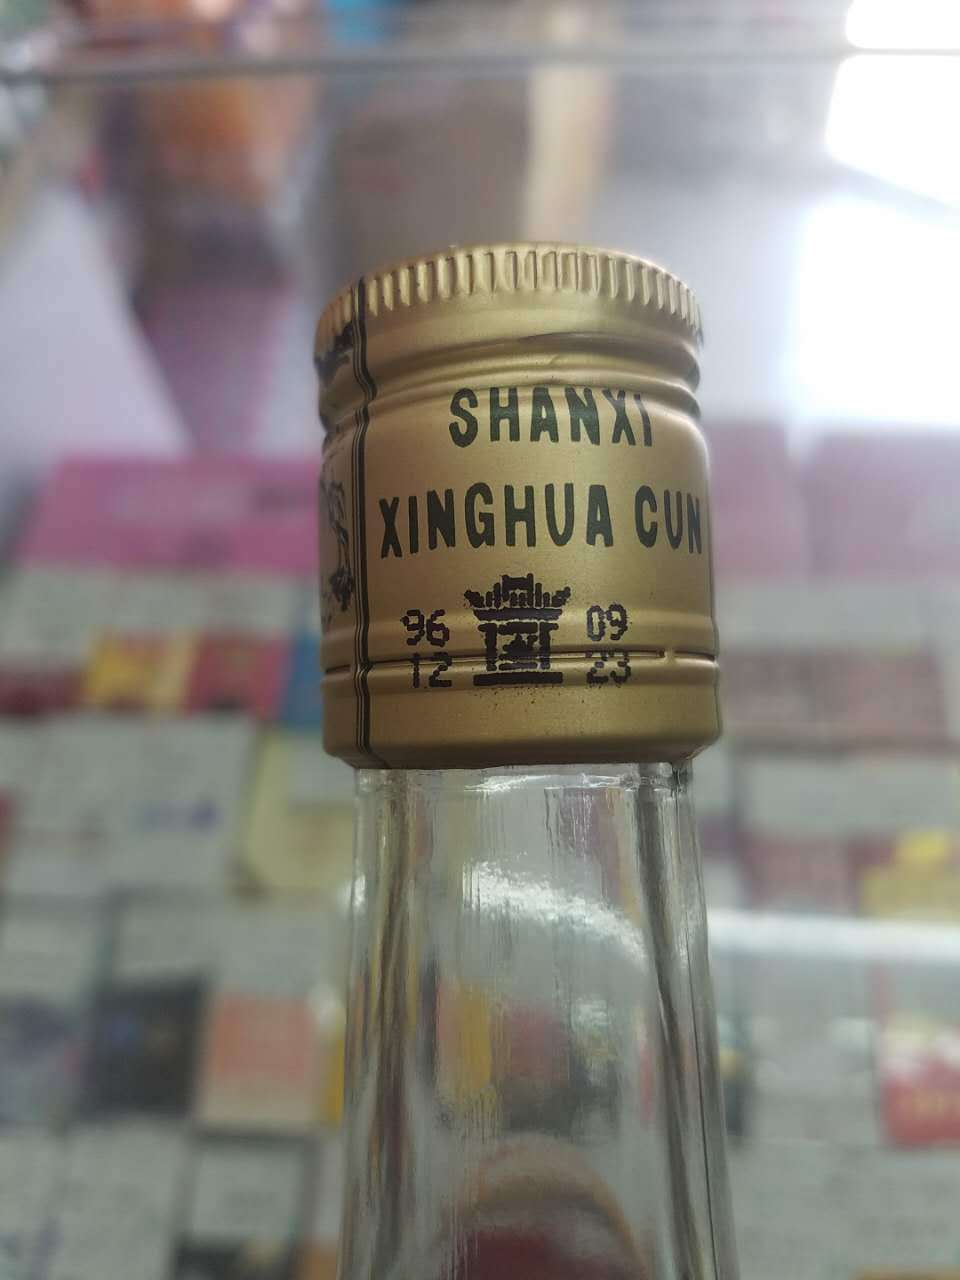 SHANXI
XINGHUA CUN
96 09
12 23